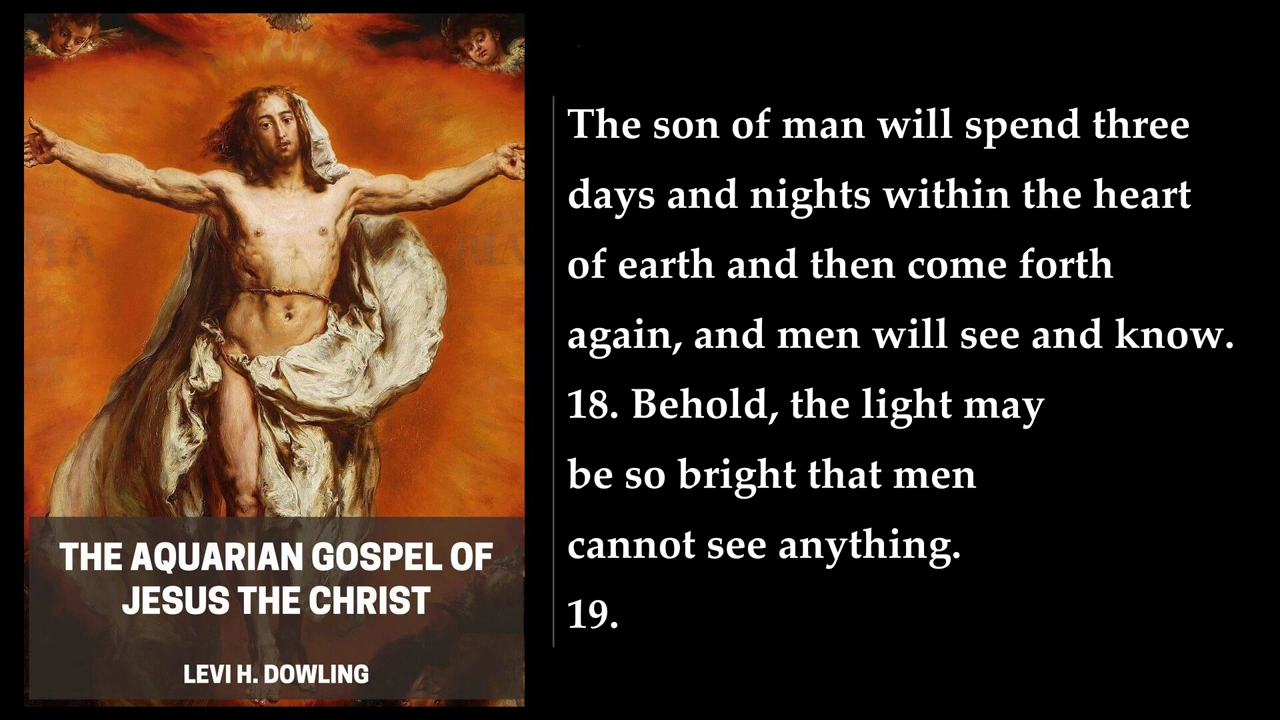 THE AQUARIAN GOSPEL OF
JESUS THE CHRIST
LEVI H. DOWLING
The son of man will spend three
days and nights within the heart
of earth and then come forth
again, and men will see and know.
18. Behold, the light may
be so bright that men
cannot see anything.
19.